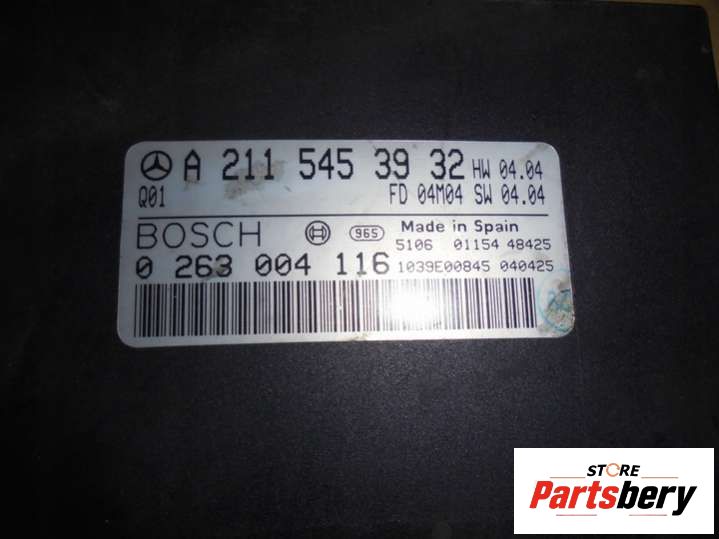 A 211 545 39 32 HW 04.04
Q01 FD 04M04 SW 04.04
BOSCH 965 Made in Spain
5106 01154 48425
0 263 004 116 1039E00845 040425
STORE
Partsbery